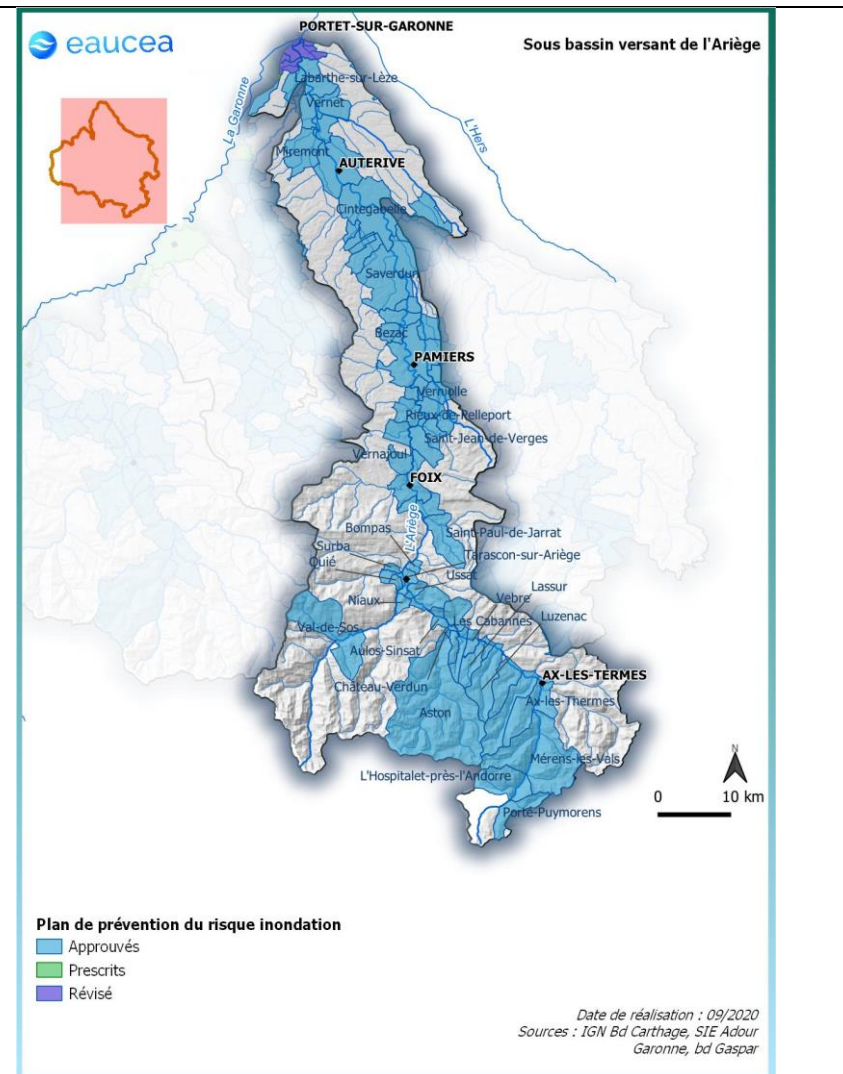 PORTET-SUR-GARONNE
eaucea
Sous bassin versant de l'Ariège
Labarthe-sur-Lèze
Vernet
La Garonne
L'Hers
Miremont
AUTERIVE
Cintegabelle
Saverdun
Bezac
PAMIERS
Verniolle
Rieux-de-Pelleport
Saint-Jean-de-Verges
Vernajoul
FOIX
Bompas
L'Ariège
Saint-Paul-de-Jarrat
Surba
Tarascon-sur-Ariège
Quié
Ussat
Lassur
Niaux
Vèbre
Luzenac
Val-de-Sos
Les Cabannes
Aulos-Sinsat
AX-LES-TERMES
Château-Verdun
Ax-les-Thermes
Aston
Mérens-les-Vals
L'Hospitalet-près-l'Andorre
N
0 10 km
Porté-Puymorens
Plan de prévention du risque inondation
Approuvés
Prescrits
Révisé
Date de réalisation : 09/2020
Sources : IGN Bd Carthage, SIE Adour
Garonne, bd Gaspar